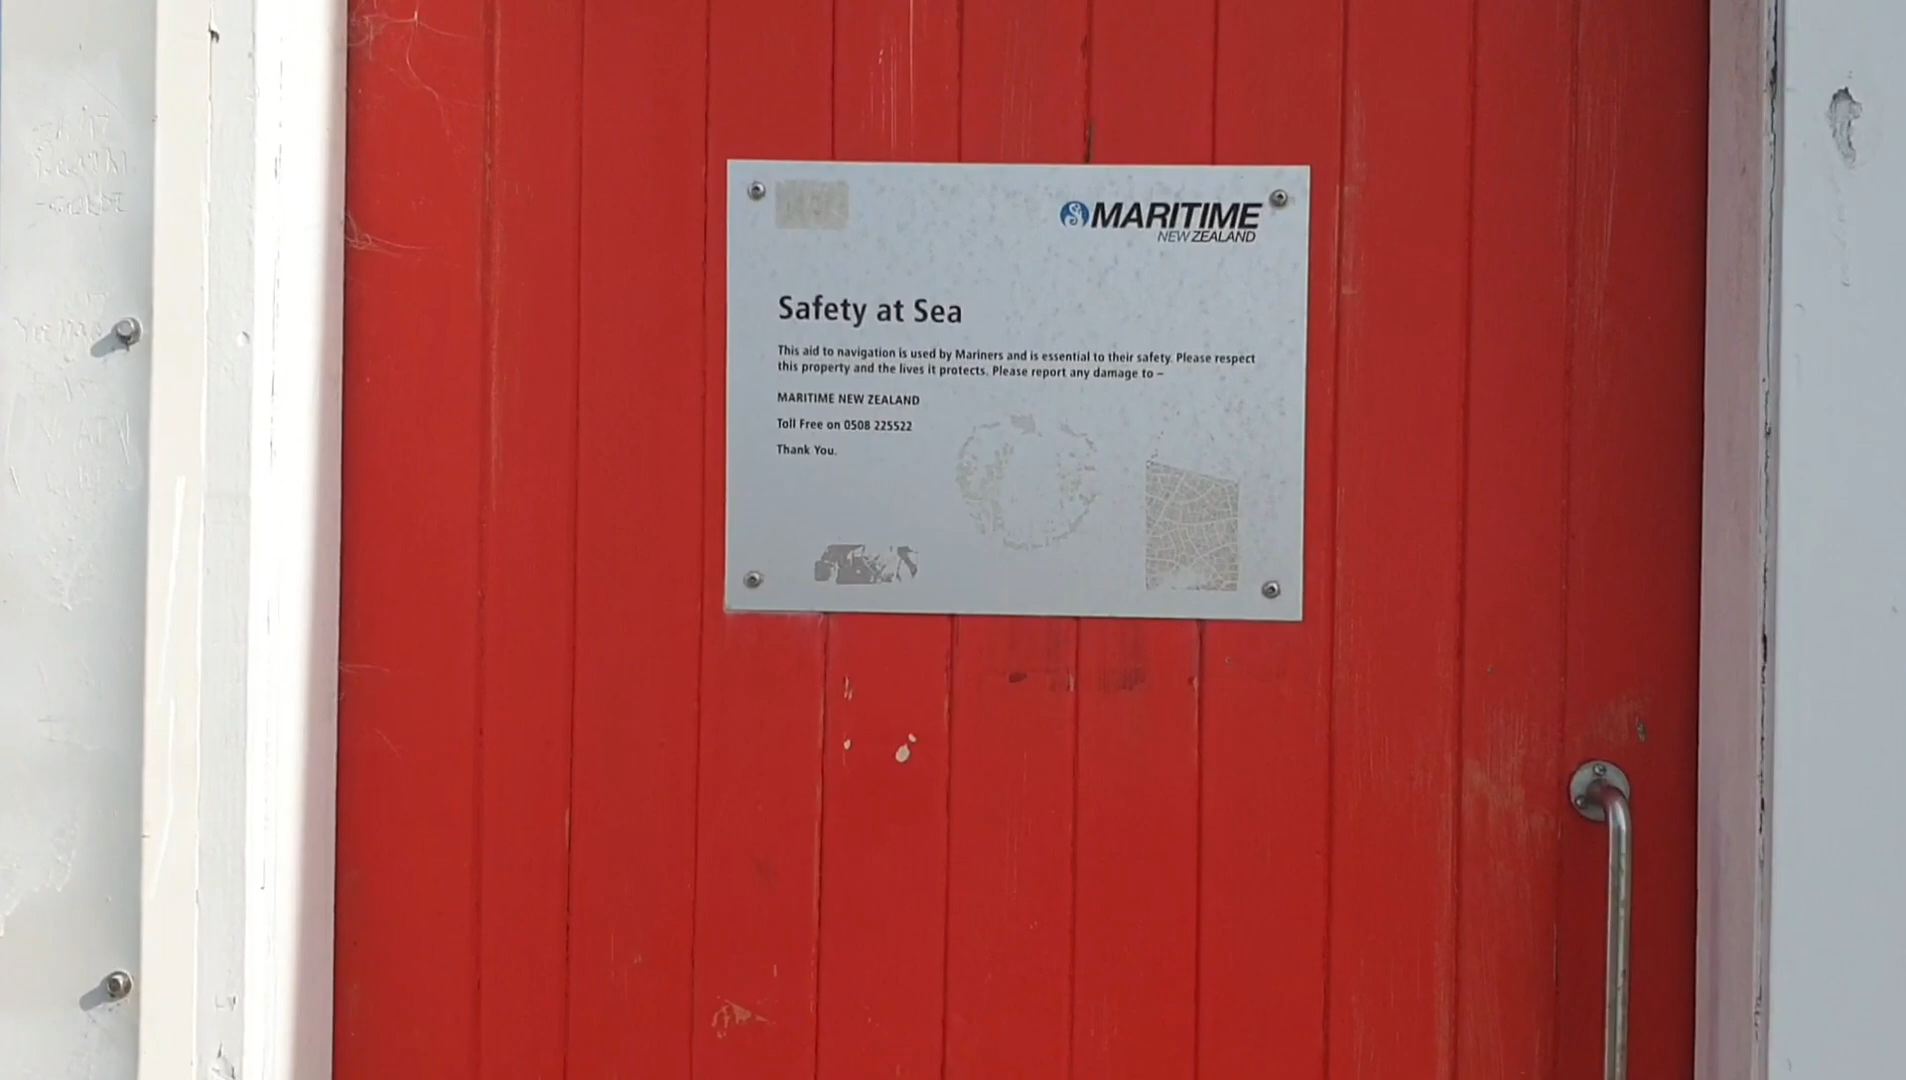 MARITIME
NEW ZEALAND
Safety at Sea
This aid to navigation is used by Mariners and is essential to their safety. Please respect
this property and the lives it protects. Please report any damage to –
MARITIME NEW ZEALAND
Toll Free on 0508 225522
Thank You.